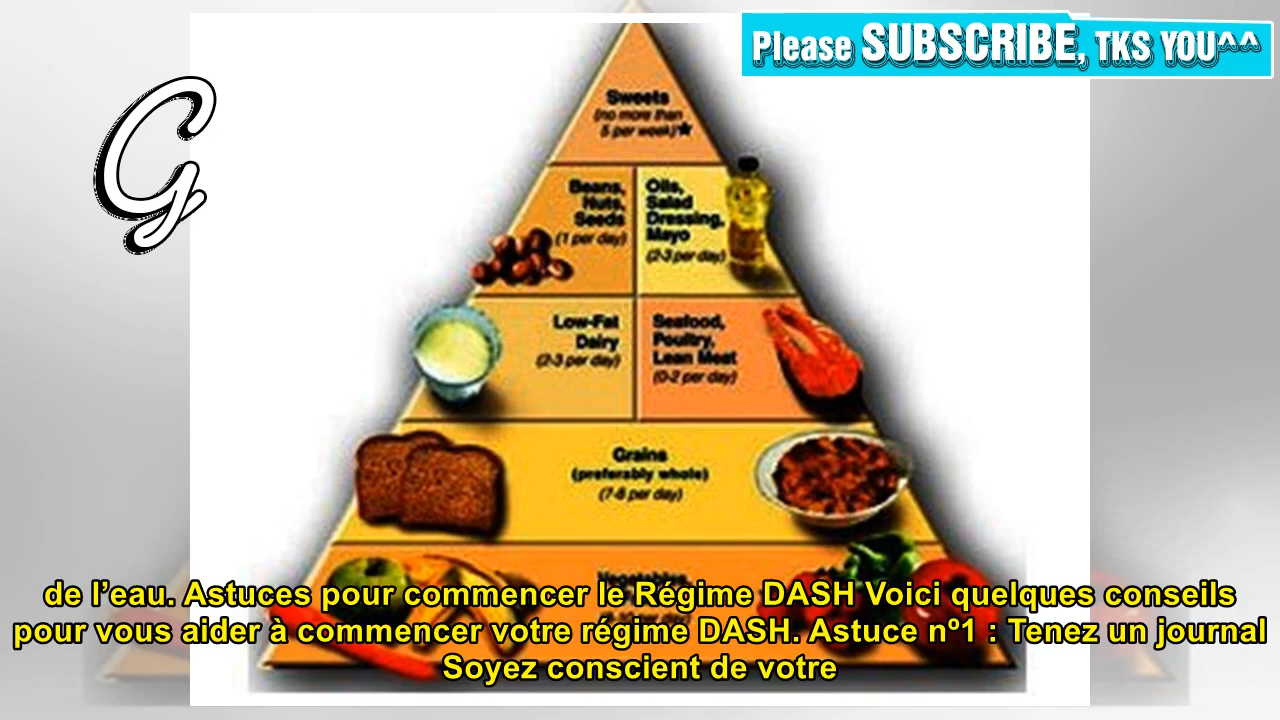 Please SUBSCRIBE, TKS YOU^^
G
Sweets
(no more than
5 per week)★
Beans,
Nuts,
Seeds
(1 per day)
Oils,
Salad
Dressing,
Mayo
(2-3 per day)
Low-Fat
Dairy
(2-3 per day)
Seafood,
Poultry,
Lean Meat
(0-2 per day)
Grains
(preferably whole)
(7-8 per day)
Vegetables,
de l’eau. Astuces pour commencer le Régime DASH Voici quelques conseils
pour vous aider à commencer votre régime DASH. Astuce nº1 : Tenez un journal
Soyez conscient de votre